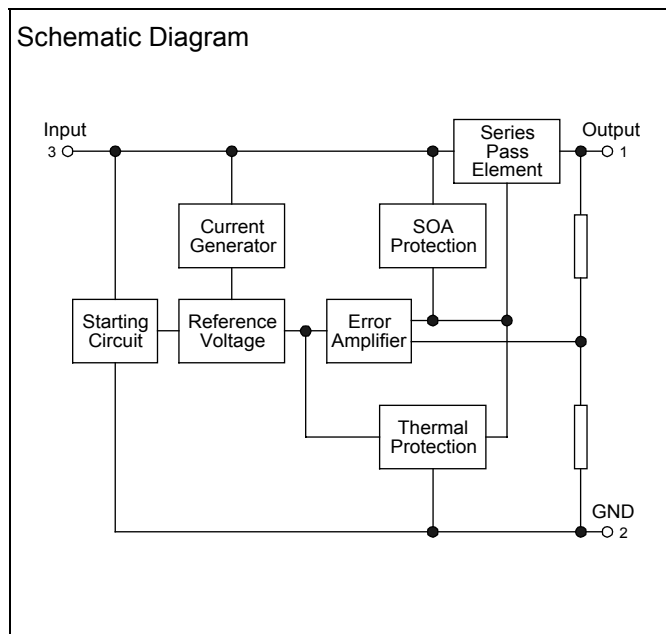 Schematic Diagram
Input
3
Series
Pass
Element
Output
1
Current
Generator
SOA
Protection
Starting
Circuit
Reference
Voltage
Error
Amplifier
Thermal
Protection
GND
2